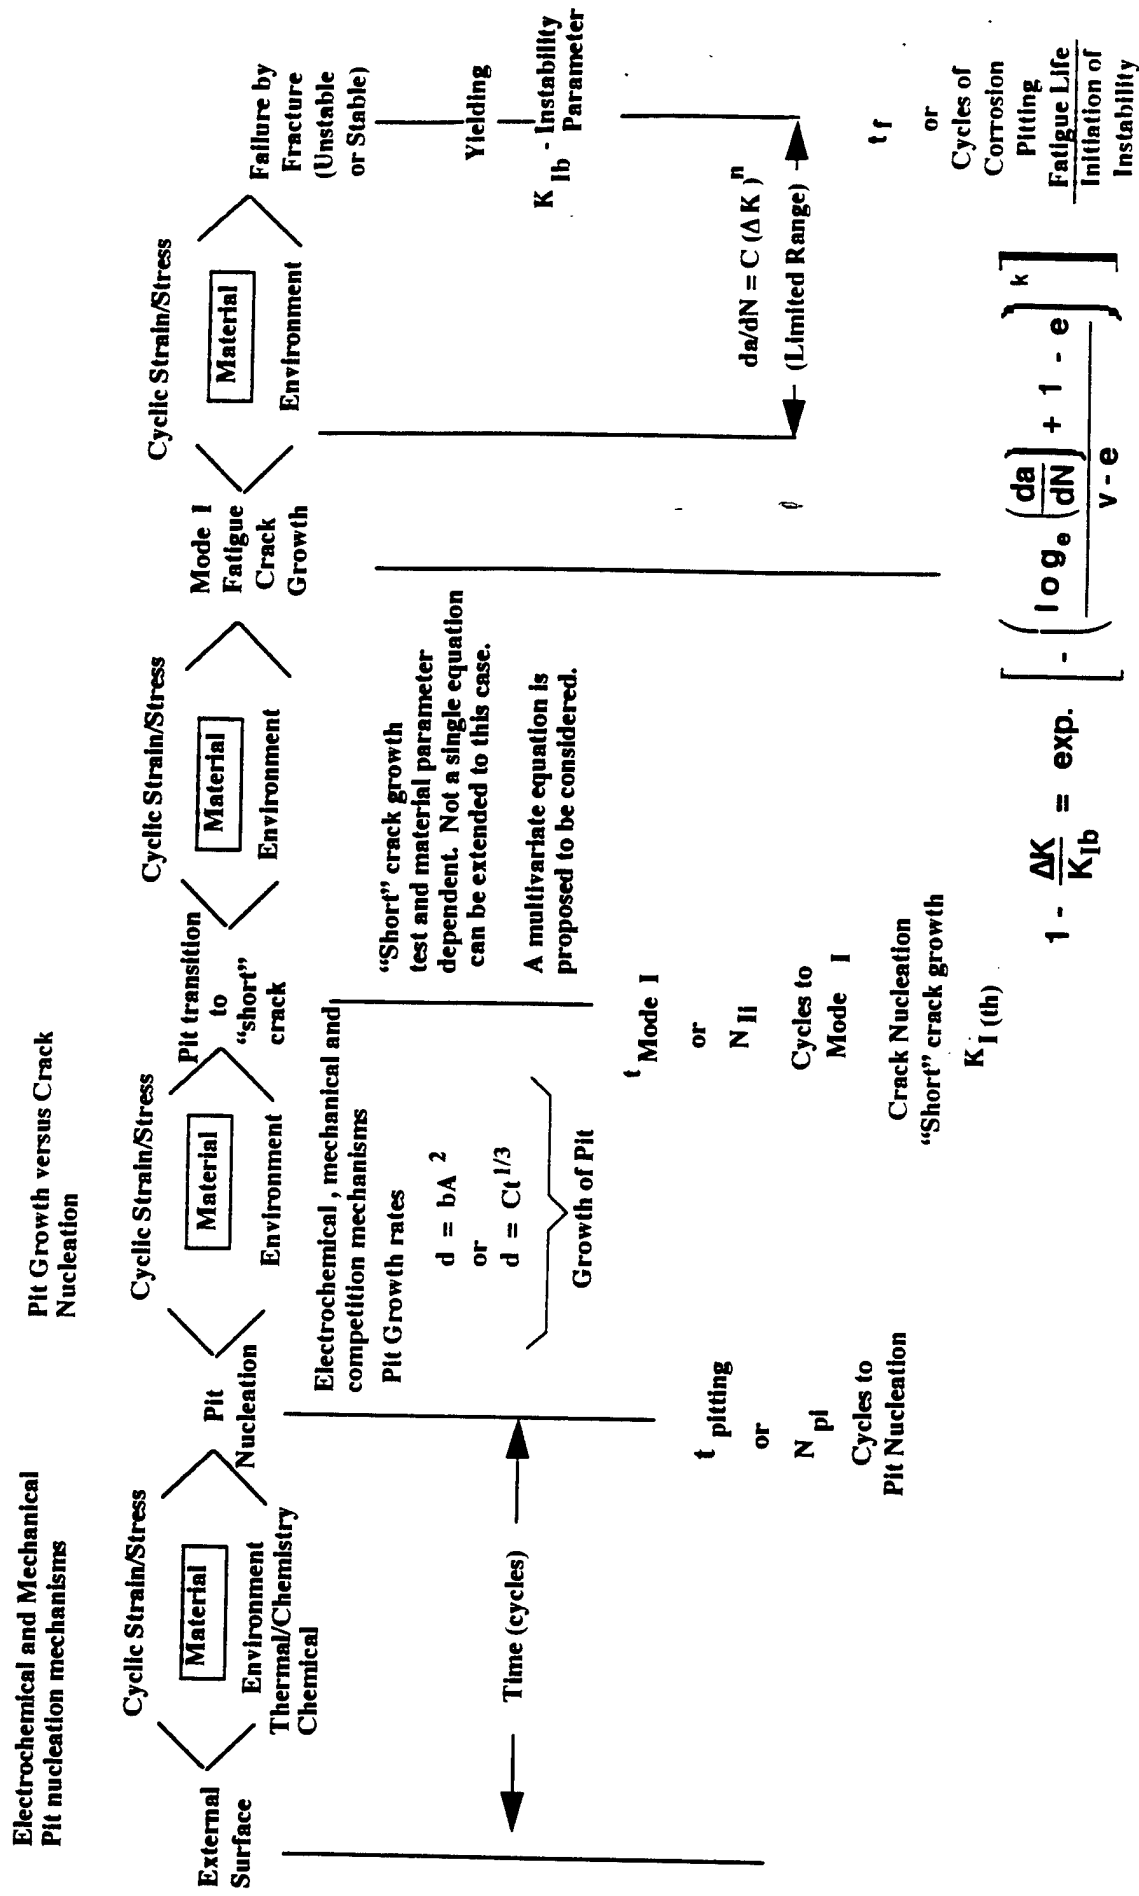 Electrochemical and Mechanical
Pit nucleation mechanisms
Pit Growth versus Crack
Nucleation
External
Surface
Cyclic Strain/Stress
Material
Environment
Thermal/Chemistry
Chemical
Pit
Nucleation
Cyclic Strain/Stress
Material
Environment
Pit transition
to
“short”
crack
Cyclic Strain/Stress
Material
Environment
Mode I
Fatigue
Crack
Growth
Cyclic Strain/Stress
Material
Environment
Failure by
Fracture
(Unstable
or Stable)
Yielding
K Ib - Instability
Parameter
Time (cycles)
Electrochemical, mechanical and
competition mechanisms
Pit Growth rates
d = bA 2
or
d = Ct 1/3
Growth of Pit
“Short” crack growth
test and material parameter
dependent. Not a single equation
can be extended to this case.
A multivariate equation is
proposed to be considered.
da/dN = C (Δ K ) n
(Limited Range)
t pitting
or
N pi
Cycles to
Pit Nucleation
t Mode I
or
N Ii
Cycles to
Mode I
Crack Nucleation
“Short” crack growth
K I (th)
t f
or
Cycles of
Corrosion
Pitting
Fatigue Life
Initiation of
Instability
1 - ΔK / K Ib = exp. [ - ( log e ( da / dN ) + 1 - e / v - e ) k ]